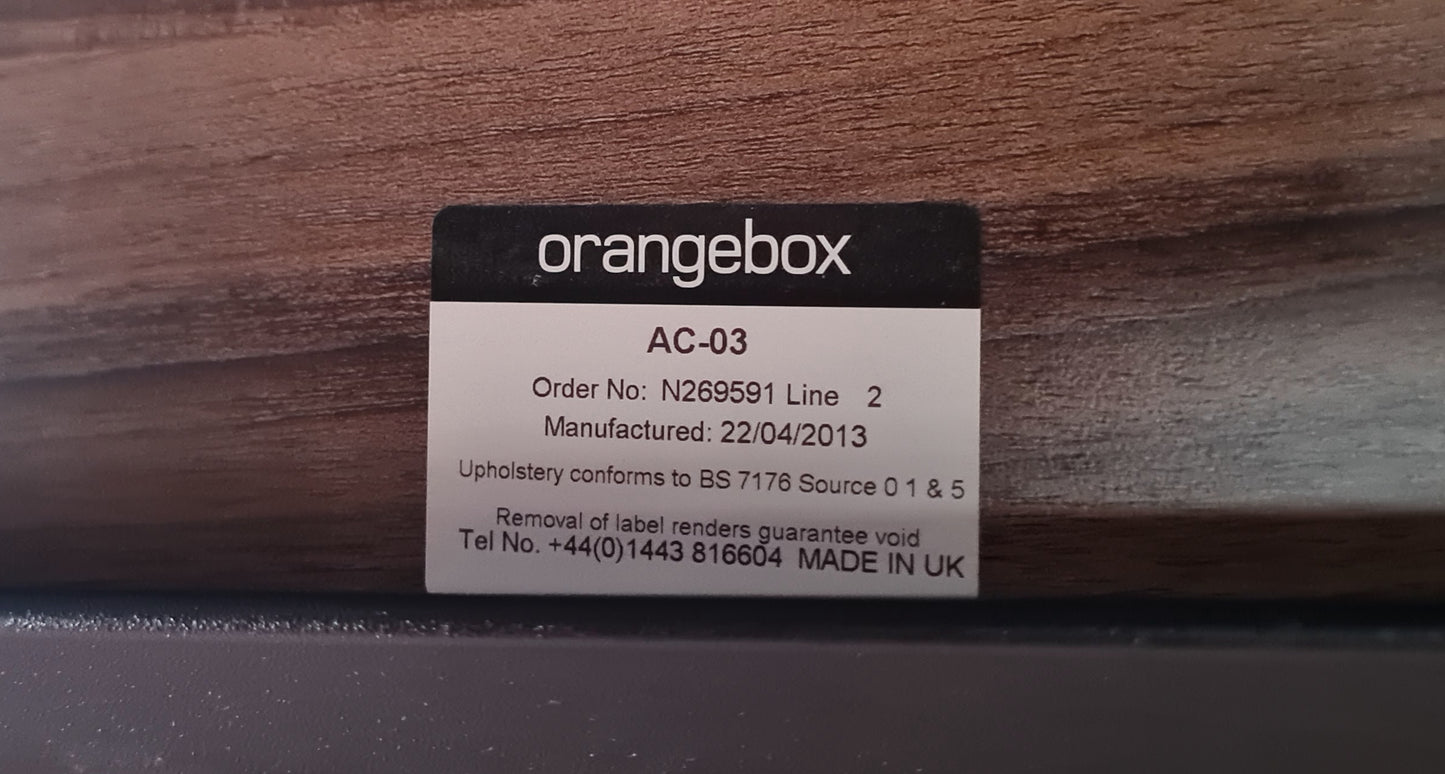 orangebox
AC-03
Order No: N269591 Line 2
Manufactured: 22/04/2013
Upholstery conforms to BS 7176 Source 0 1 & 5
Removal of label renders guarantee void
Tel No. +44(0)1443 816604 MADE IN UK